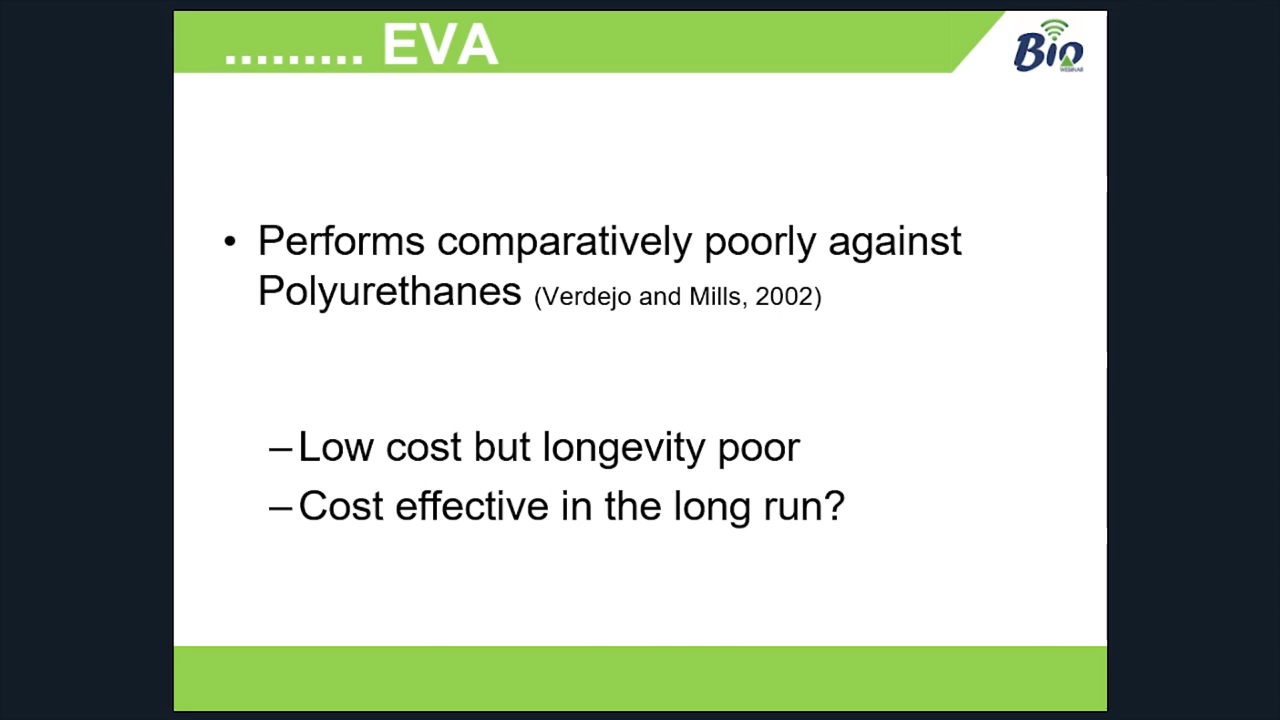 ......... EVA
Bio
WEBINAR
• Performs comparatively poorly against
Polyurethanes (Verdejo and Mills, 2002)
–Low cost but longevity poor
–Cost effective in the long run?